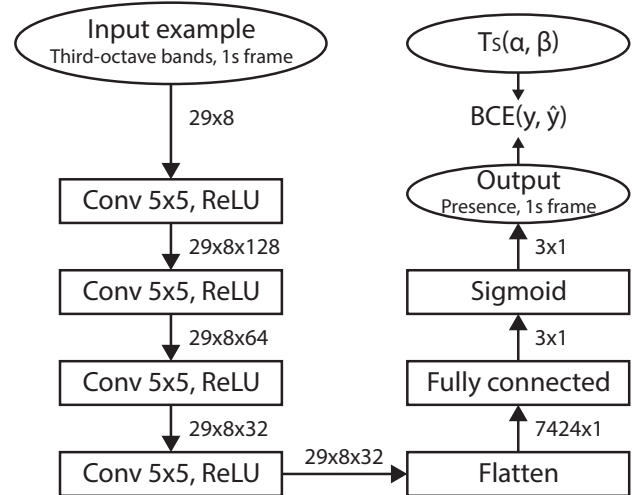 Input example
Third-octave bands, 1s frame
29x8
Conv 5x5, ReLU
29x8x128
Conv 5x5, ReLU
29x8x64
Conv 5x5, ReLU
29x8x32
Conv 5x5, ReLU
29x8x32
Flatten
7424x1
Fully connected
3x1
Sigmoid
3x1
Output
Presence, 1s frame
BCE(y, ŷ)
Ts(α, β)